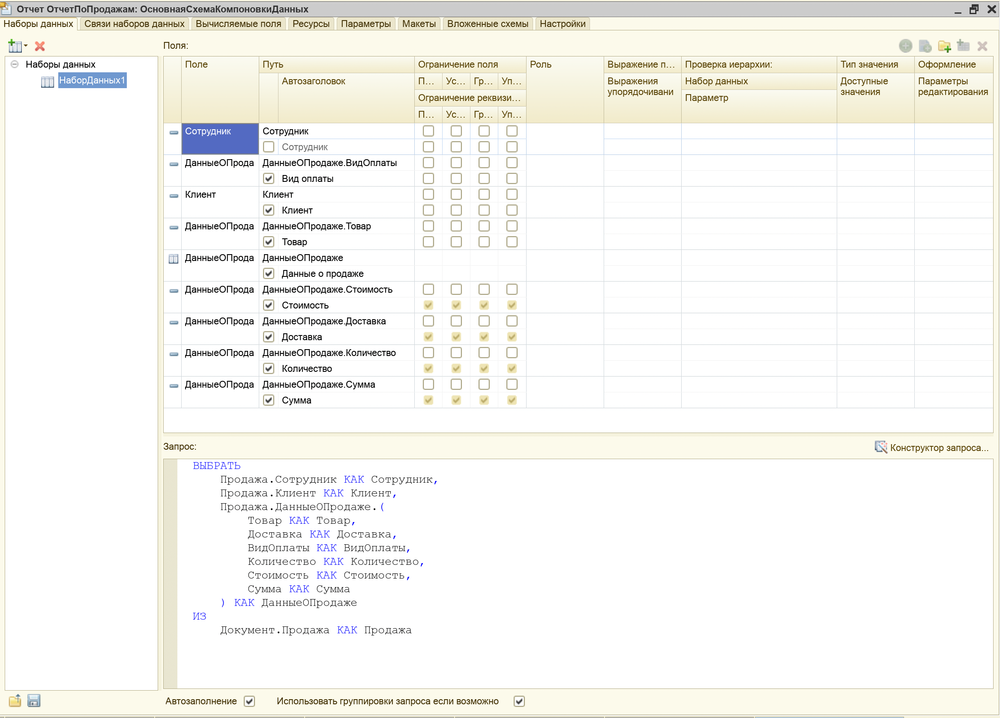 Отчет ОтчетПоПродажам: ОсновнаяСхемаКомпоновкиДанных
Наборы данных Связи наборов данных Вычисляемые поля Ресурсы Параметры Макеты Вложенные схемы Настройки
Поля:
Наборы данных
НаборДанных1
Поле Путь Ограничение поля Роль Выражение п... Проверка иерархии: Тип значения Оформление
Автозаголовок П... Ус... Гр... Уп... Выражения упорядочивани Набор данных Доступные значения Параметры редактирования
Ограничение реквизи... Параметр
П... Ус... Гр... Уп...
Сотрудник Сотрудник
Сотрудник
ДанныеОПрода ДанныеОПродаже.ВидОплаты
Вид оплаты
Клиент Клиент
Клиент
ДанныеОПрода ДанныеОПродаже.Товар
Товар
ДанныеОПрода ДанныеОПродаже
Данные о продаже
ДанныеОПрода ДанныеОПродаже.Стоимость
Стоимость
ДанныеОПрода ДанныеОПродаже.Доставка
Доставка
ДанныеОПрода ДанныеОПродаже.Количество
Количество
ДанныеОПрода ДанныеОПродаже.Сумма
Сумма
Запрос: Конструктор запроса...
ВЫБРАТЬ
Продажа.Сотрудник КАК Сотрудник,
Продажа.Клиент КАК Клиент,
Продажа.ДанныеОПродаже.(
Товар КАК Товар,
Доставка КАК Доставка,
ВидОплаты КАК ВидОплаты,
Количество КАК Количество,
Стоимость КАК Стоимость,
Сумма КАК Сумма
) КАК ДанныеОПродаже
ИЗ
Документ.Продажа КАК Продажа
Автозаполнение Использовать группировки запроса если возможно